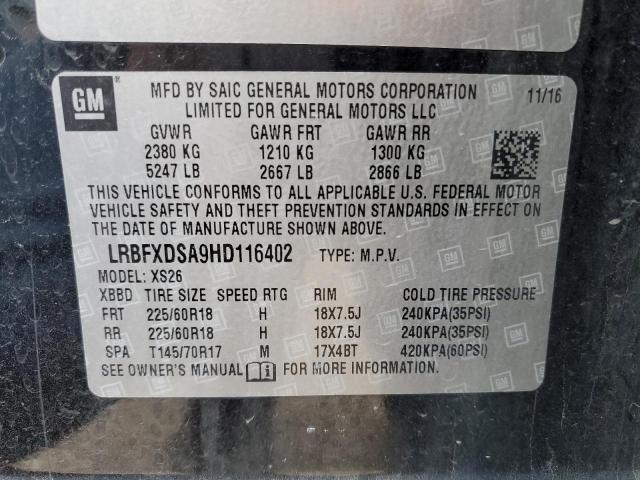 GM
MFD BY SAIC GENERAL MOTORS CORPORATION 11/16
LIMITED FOR GENERAL MOTORS LLC
GVWR GAWR FRT GAWR RR
2380 KG 1210 KG 1300 KG
5247 LB 2667 LB 2866 LB
THIS VEHICLE CONFORMS TO ALL APPLICABLE U.S. FEDERAL MOTOR
VEHICLE SAFETY AND THEFT PREVENTION STANDARDS IN EFFECT ON
THE DATE OF MANUFACTURE SHOWN ABOVE.
LRBFXDSA9HD116402 TYPE: M.P.V.
MODEL: XS26
XBBD TIRE SIZE SPEED RTG RIM COLD TIRE PRESSURE
FRT 225/60R18 H 18X7.5J 240KPA(35PSI)
RR 225/60R18 H 18X7.5J 240KPA(35PSI)
SPA T145/70R17 M 17X4BT 420KPA(60PSI)
SEE OWNER'S MANUAL FOR MORE INFORMATION